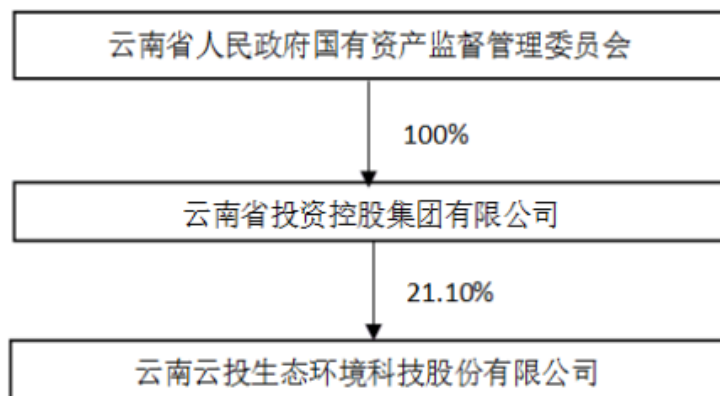 云南省人民政府国有资产监督管理委员会
100%
云南省投资控股集团有限公司
21.10%
云南云投生态环境科技股份有限公司